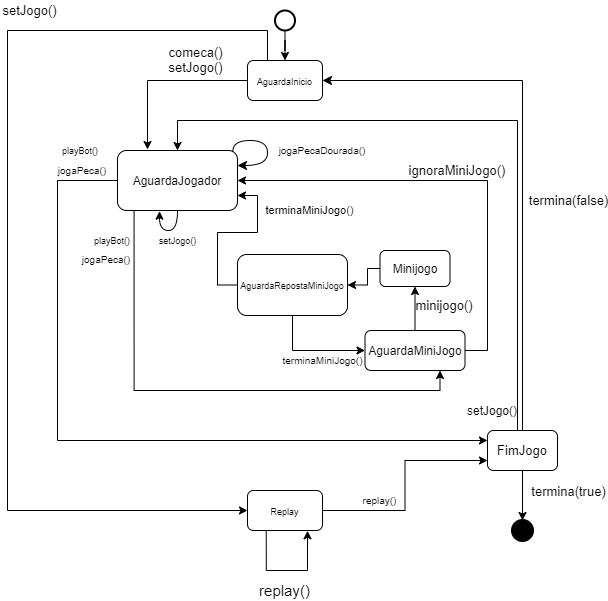 setJogo()
comeca()
setJogo()
AguardaInicio
playBot()
jogaPeca()
jogaPecaDourada()
AguardaJogador
ignoraMiniJogo()
termina(false)
terminaMiniJogo()
playBot()
setJogo()
jogaPeca()
Minijogo
AguardaRepostaMiniJogo
minijogo()
AguardaMiniJogo
terminaMiniJogo()
setJogo()
FimJogo
termina(true)
replay()
Replay
replay()